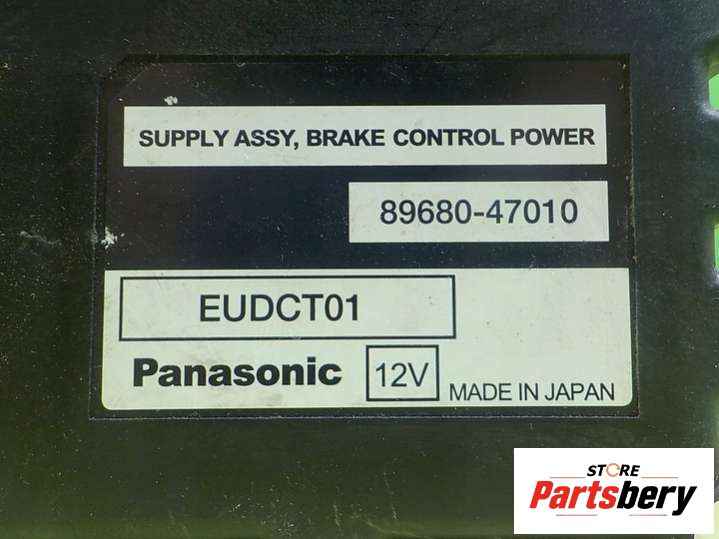 SUPPLY ASSY, BRAKE CONTROL POWER
89680-47010
EUDCT01
Panasonic 12V MADE IN JAPAN
STORE
Partsbery